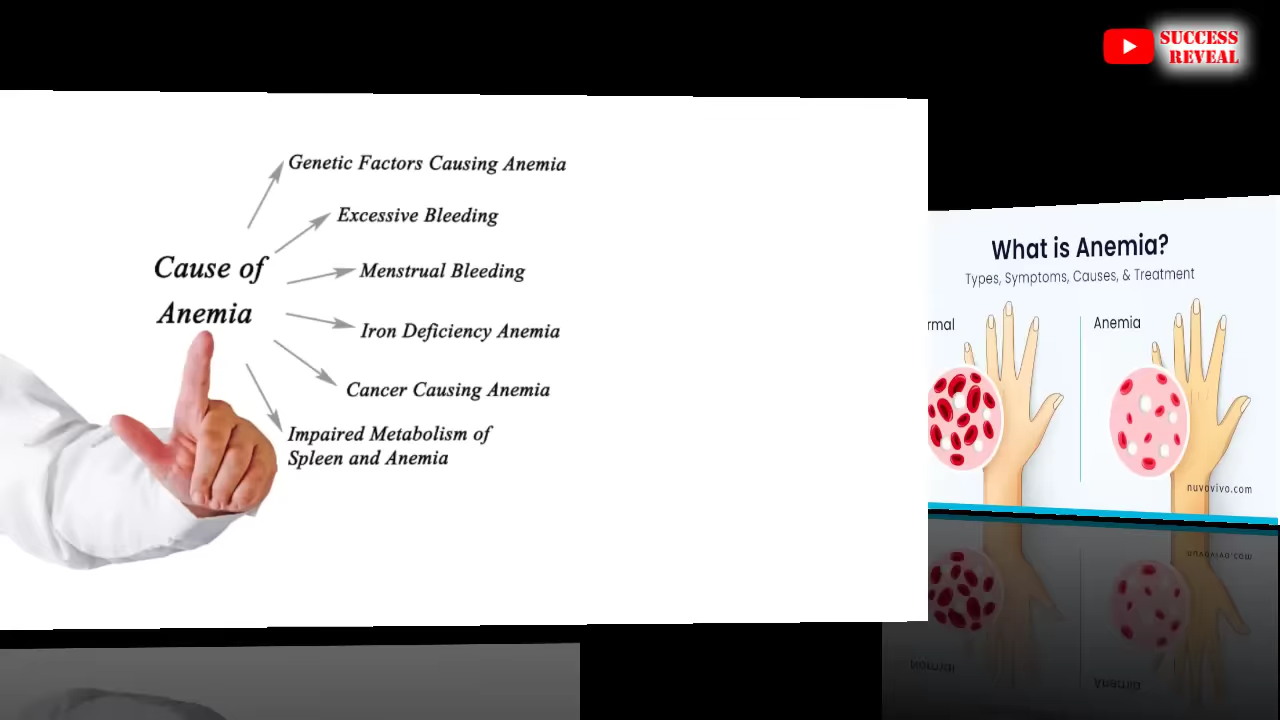 SUCCESS
REVEAL
Genetic Factors Causing Anemia
Excessive Bleeding
Cause of
Anemia
Menstrual Bleeding
Iron Deficiency Anemia
Cancer Causing Anemia
Impaired Metabolism of
Spleen and Anemia
What is Anemia?
Types, Symptoms, Causes, & Treatment
rmal
Anemia
nuvovivo.com